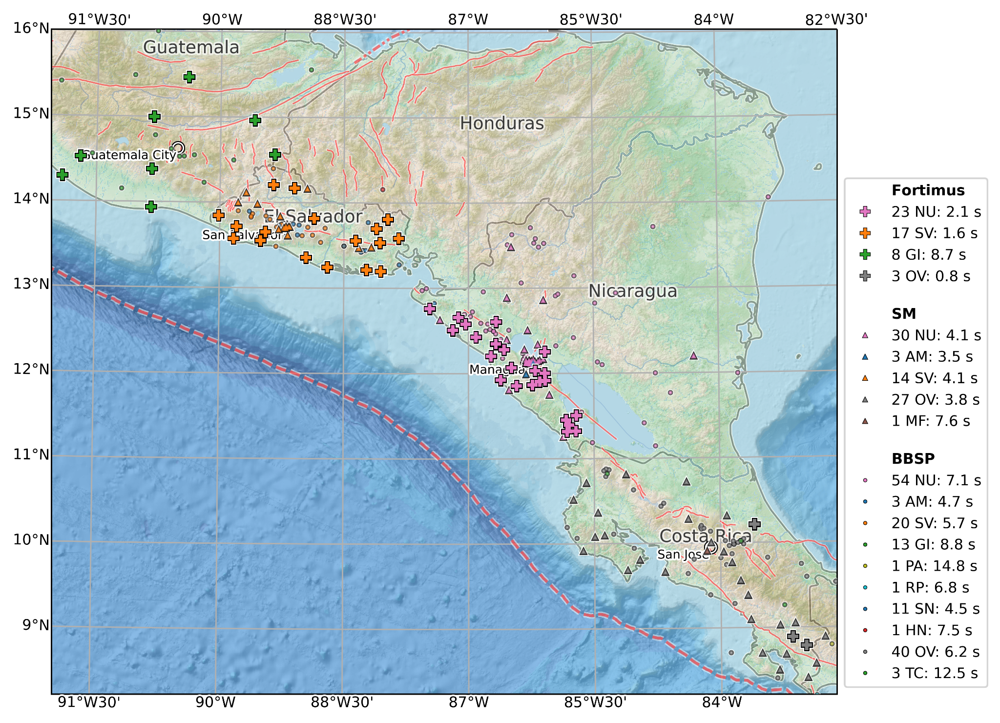 91°W30' 90°W 88°W30' 87°W 85°W30' 84°W 82°W30'
16°N
Guatemala
15°N
Honduras
Guatemala City
14°N
El Salvador
San Salvador
13°N
Nicaragua
12°N
Managua
11°N
10°N
Costa Rica
San José
9°N
91°W30' 90°W 88°W30' 87°W 85°W30' 84°W
Fortimus
23 NU: 2.1 s
17 SV: 1.6 s
8 GI: 8.7 s
3 OV: 0.8 s
SM
30 NU: 4.1 s
3 AM: 3.5 s
14 SV: 4.1 s
27 OV: 3.8 s
1 MF: 7.6 s
BBSP
54 NU: 7.1 s
3 AM: 4.7 s
20 SV: 5.7 s
13 GI: 8.8 s
1 PA: 14.8 s
1 RP: 6.8 s
11 SN: 4.5 s
1 HN: 7.5 s
40 OV: 6.2 s
3 TC: 12.5 s